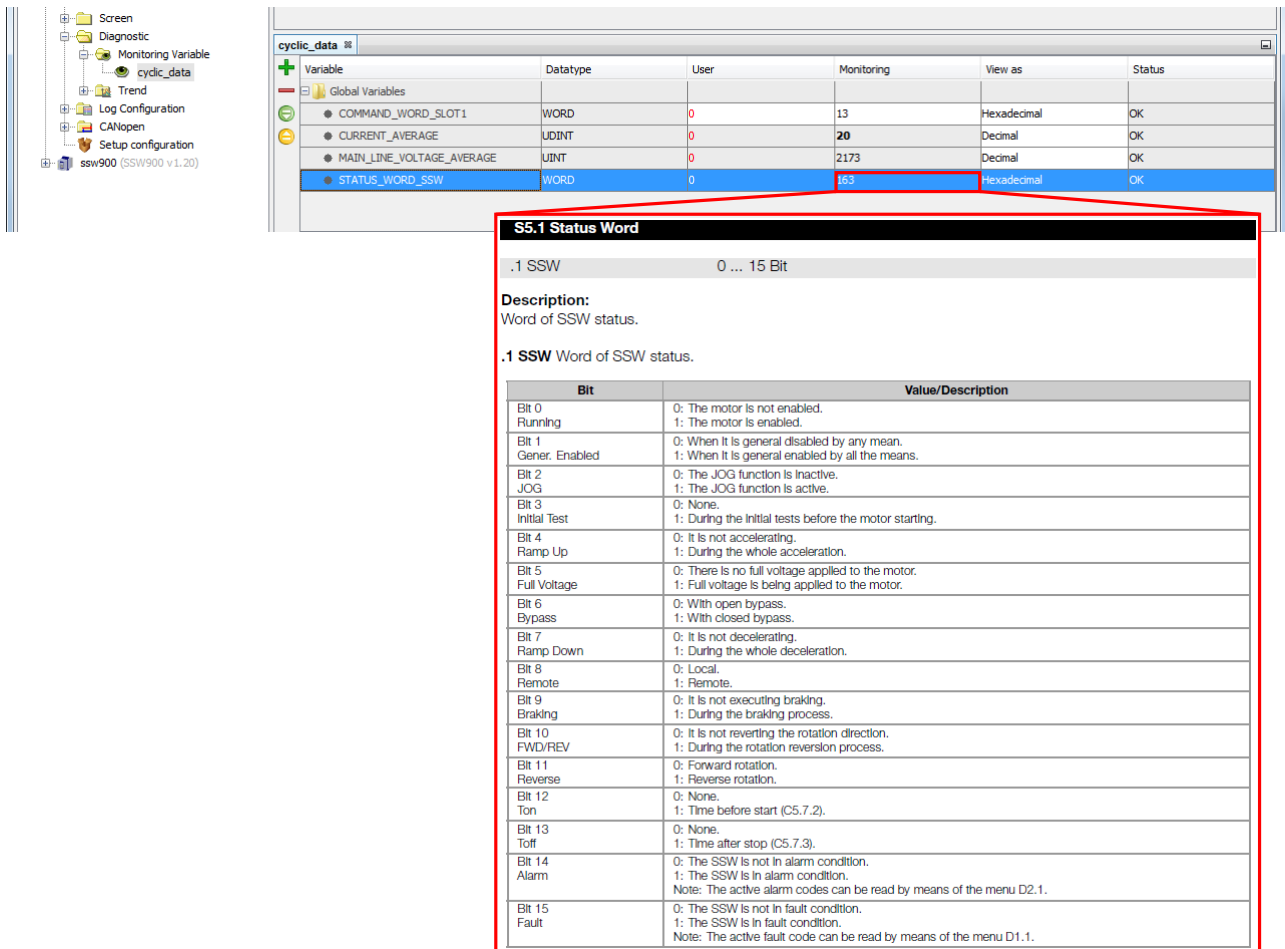 Screen
Diagnostic
Monitoring Variable
cyclic_data
Trend
Log Configuration
CANopen
Setup configuration
ssw900 (SSW900 v1.20)
cyclic_data
Variable Datatype User Monitoring View as Status
Global Variables
COMMAND_WORD_SLOT1 WORD 0 13 Hexadecimal OK
CURRENT_AVERAGE UDINT 0 20 Decimal OK
MAIN_LINE_VOLTAGE_AVERAGE UINT 0 2173 Decimal OK
STATUS_WORD_SSW WORD 0 163 Hexadecimal OK
S5.1 Status Word
.1 SSW 0 ... 15 Bit
Description:
Word of SSW status.
.1 SSW Word of SSW status.
Bit Value/Description
Bit 0 0: The motor is not enabled.
Running 1: The motor is enabled.
Bit 1 0: When it is general disabled by any mean.
Gener. Enabled 1: When it is general enabled by all the means.
Bit 2 0: The JOG function is inactive.
JOG 1: The JOG function is active.
Bit 3 0: None.
Initial Test 1: During the initial tests before the motor starting.
Bit 4 0: It is not accelerating.
Ramp Up 1: During the whole acceleration.
Bit 5 0: There is no full voltage applied to the motor.
Full Voltage 1: Full voltage is being applied to the motor.
Bit 6 0: With open bypass.
Bypass 1: With closed bypass.
Bit 7 0: It is not decelerating.
Ramp Down 1: During the whole deceleration.
Bit 8 0: Local.
Remote 1: Remote.
Bit 9 0: It is not executing braking.
Braking 1: During the braking process.
Bit 10 0: It is not reverting the rotation direction.
FWD/REV 1: During the rotation reversion process.
Bit 11 0: Forward rotation.
Reverse 1: Reverse rotation.
Bit 12 0: None.
Ton 1: Time before start (C5.7.2).
Bit 13 0: None.
Toff 1: Time after stop (C5.7.3).
Bit 14 0: The SSW is not in alarm condition.
Alarm 1: The SSW is in alarm condition.
Note: The active alarm codes can be read by means of the menu D2.1.
Bit 15 0: The SSW is not in fault condition.
Fault 1: The SSW is in fault condition.
Note: The active fault code can be read by means of the menu D1.1.